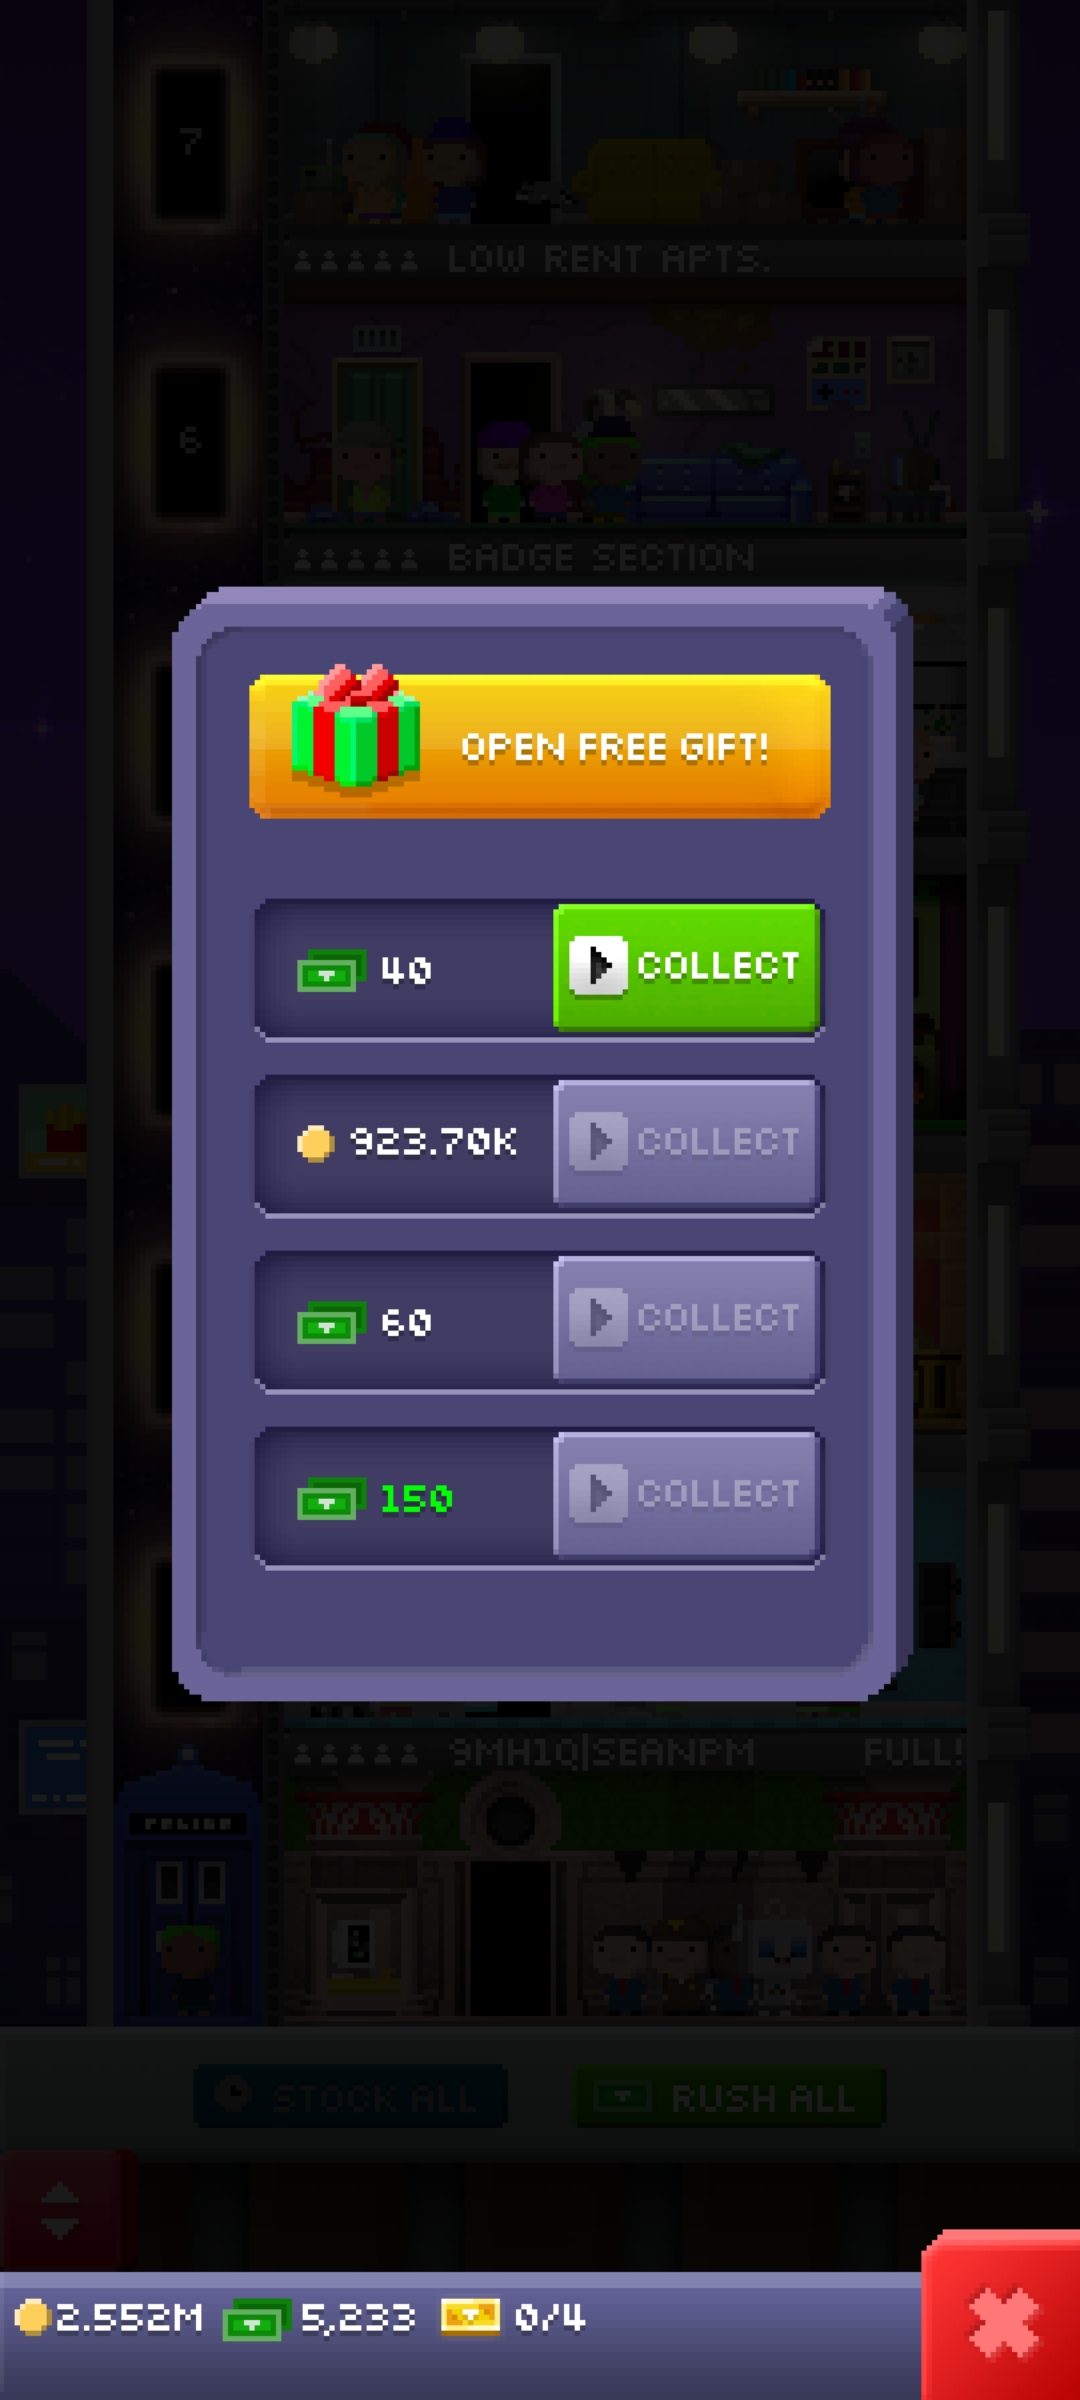 7
LOW RENT APTS.
6
BADGE SECTION
OPEN FREE GIFT!
40
COLLECT
923.70K
COLLECT
60
COLLECT
150
COLLECT
9MH1Q|SEANPM FULL!
POLICE
STOCK ALL
RUSH ALL
2.552M 5,233 0/4